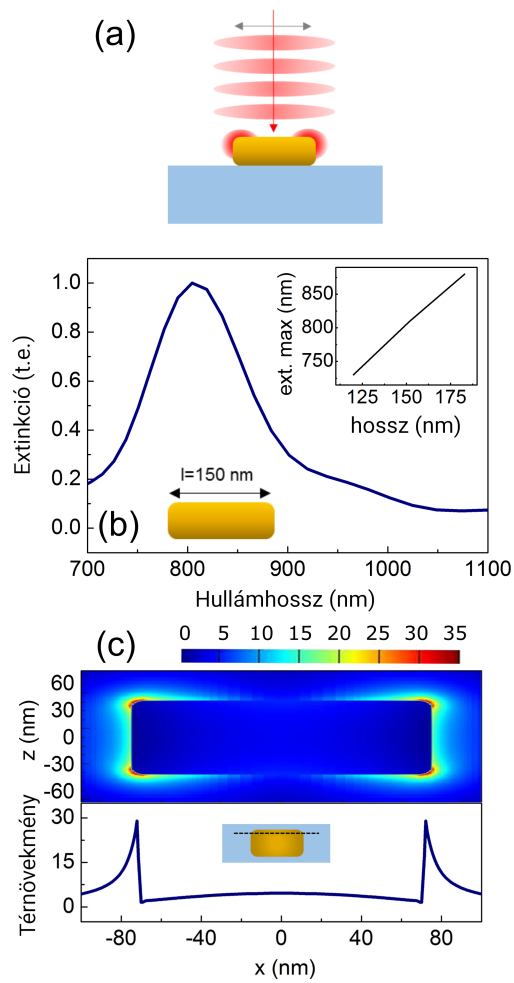 (a)
1.0
0.8
0.6
0.4
0.2
0.0
Extinkció (t.e.)
850
800
750
ext. max (nm)
125 150 175
hossz (nm)
l=150 nm
(b)
700 800 900 1000 1100
Hullámhossz (nm)
(c)
0 5 10 15 20 25 30 35
60
30
0
-30
-60
z (nm)
30
15
0
Térnövekmény
-80 -40 0 40 80
x (nm)